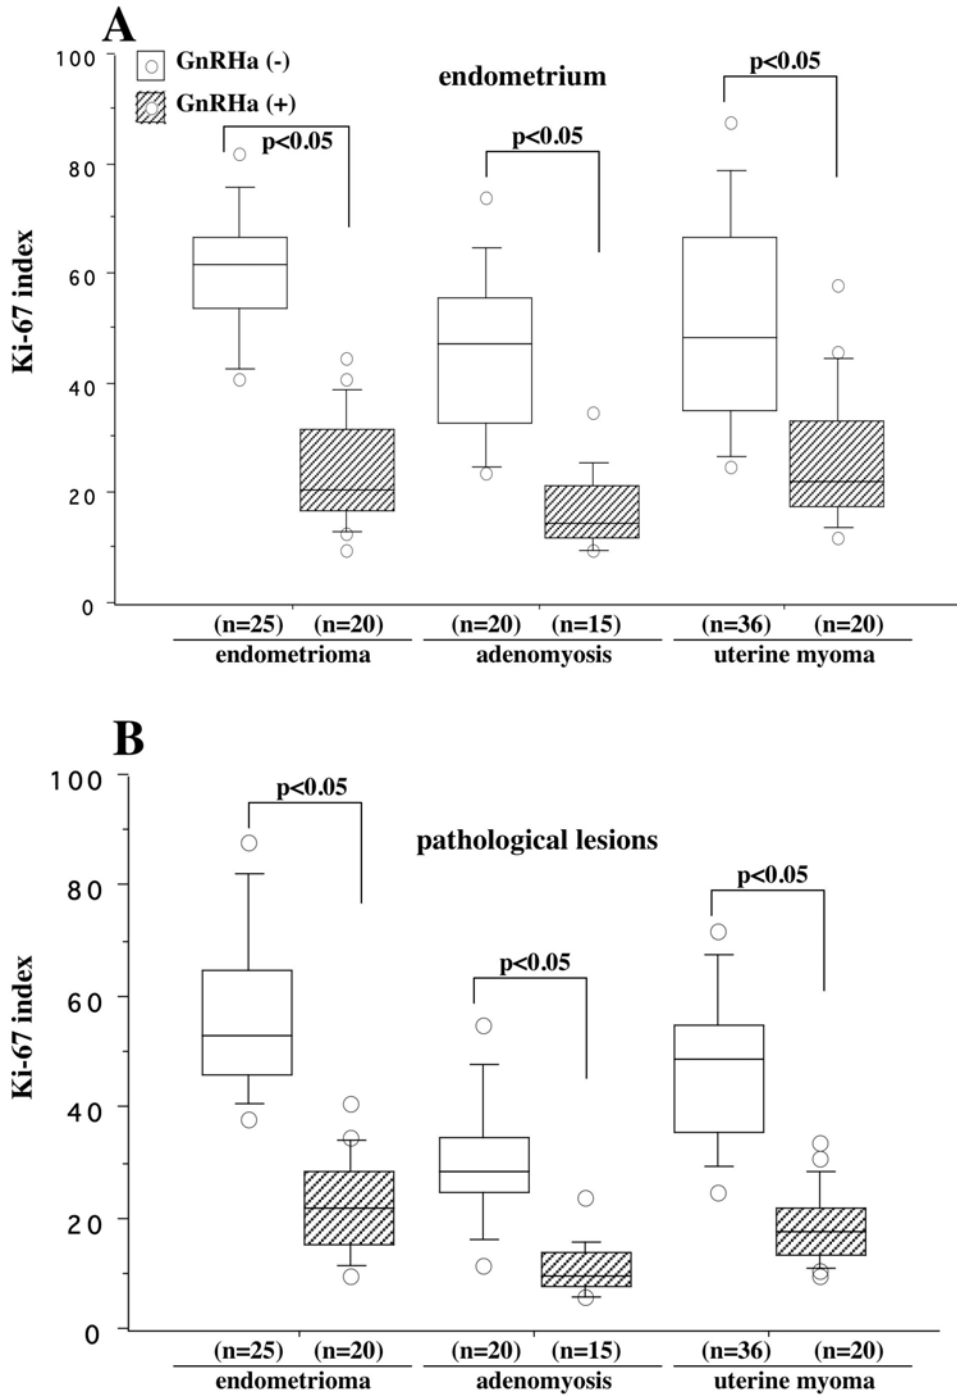 A
GnRHa (-)
GnRHa (+)
endometrium
p<0.05
p<0.05
p<0.05
Ki-67 index
100
80
60
40
20
0
(n=25) (n=20) (n=20) (n=15) (n=36) (n=20)
endometrioma adenomyosis uterine myoma
B
pathological lesions
p<0.05
p<0.05
p<0.05
Ki-67 index
100
80
60
40
20
0
(n=25) (n=20) (n=20) (n=15) (n=36) (n=20)
endometrioma adenomyosis uterine myoma